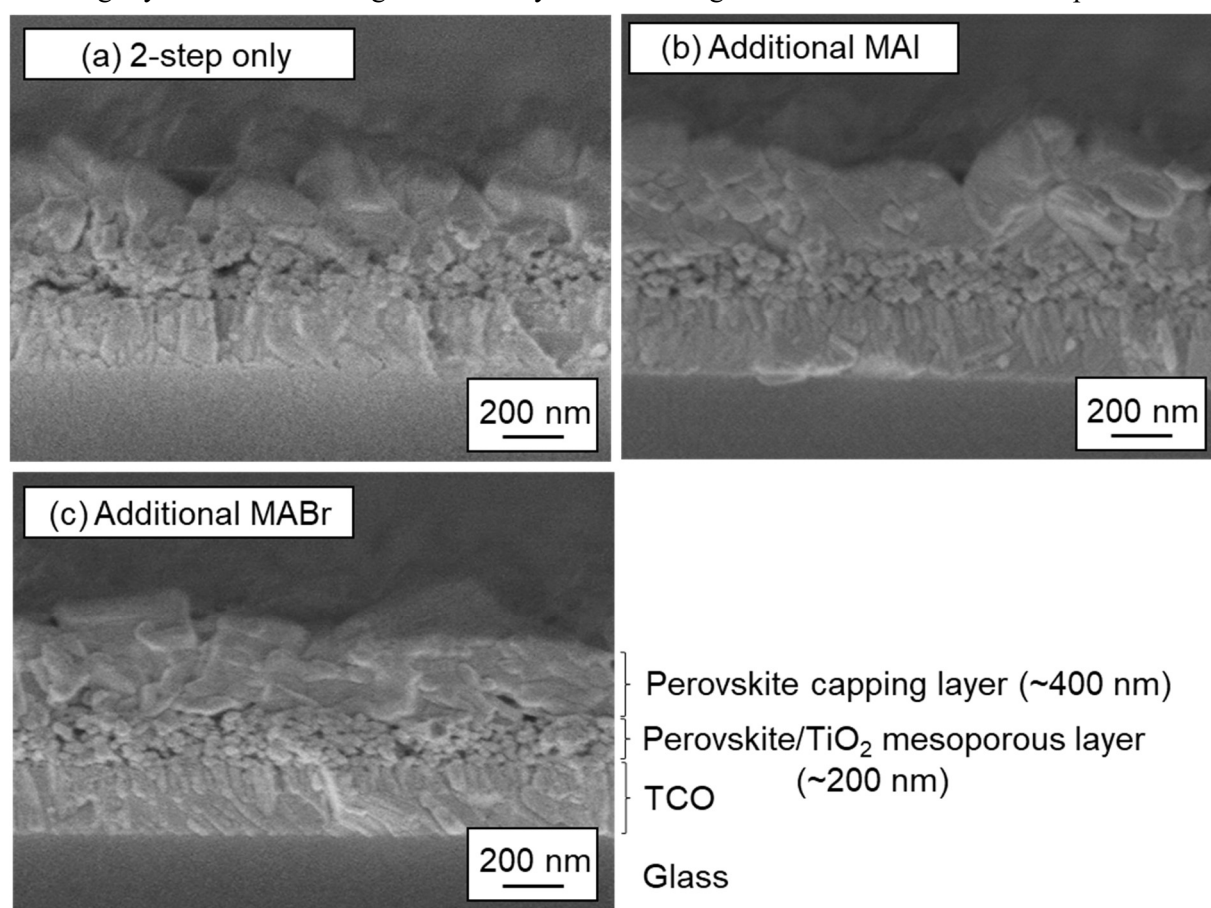 (a) 2-step only
(b) Additional MAI
200 nm
200 nm
(c) Additional MABr
Perovskite capping layer (~400 nm)
Perovskite/TiO₂ mesoporous layer
(~200 nm)
TCO
200 nm
Glass